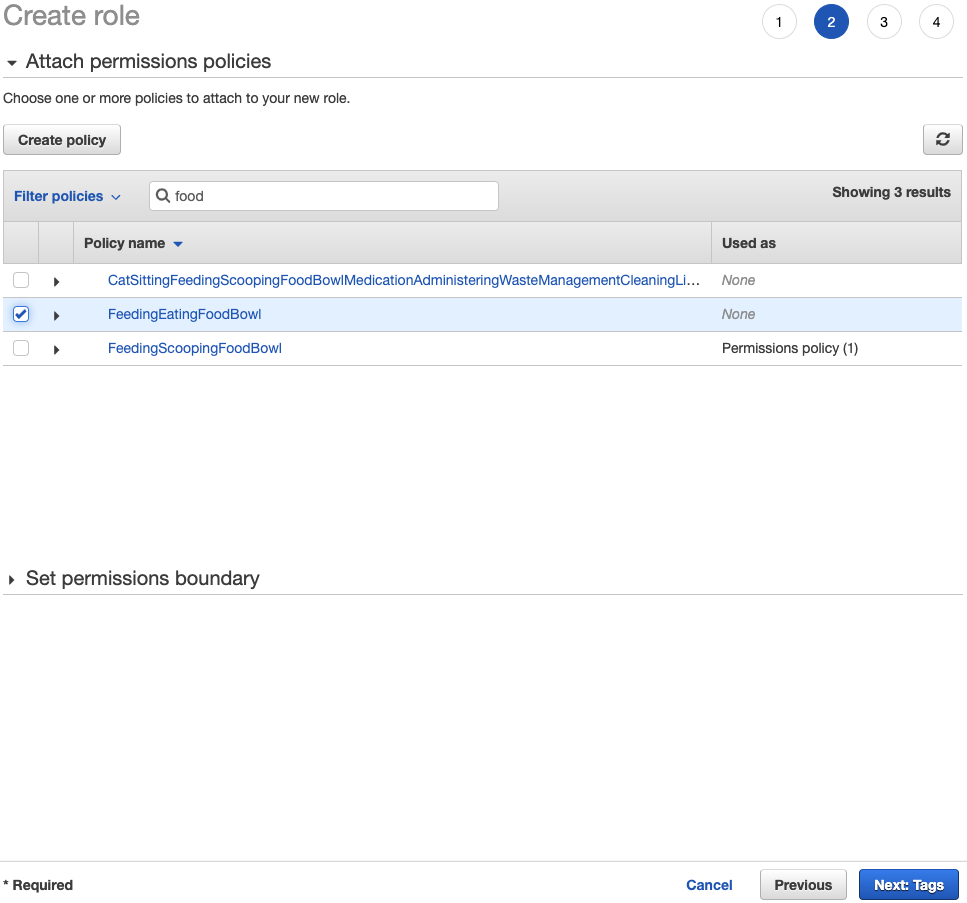 Create role
1 2 3 4
Attach permissions policies
Choose one or more policies to attach to your new role.
Create policy
Filter policies food Showing 3 results
Policy name Used as
CatSittingFeedingScoopingFoodBowlMedicationAdministeringWasteManagementCleaningLi... None
FeedingEatingFoodBowl None
FeedingScoopingFoodBowl Permissions policy (1)
Set permissions boundary
* Required Cancel Previous Next: Tags